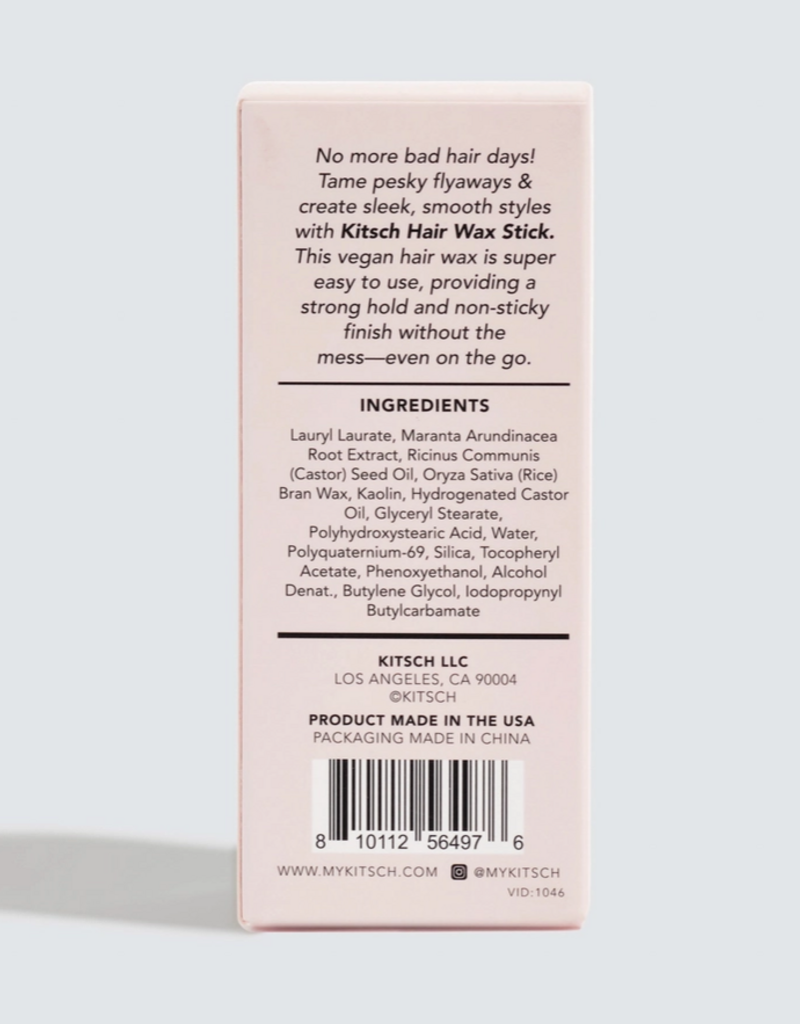 No more bad hair days!
Tame pesky flyaways &
create sleek, smooth styles
with Kitsch Hair Wax Stick.
This vegan hair wax is super
easy to use, providing a
strong hold and non-sticky
finish without the
mess—even on the go.
INGREDIENTS
Lauryl Laurate, Maranta Arundinacea
Root Extract, Ricinus Communis
(Castor) Seed Oil, Oryza Sativa (Rice)
Bran Wax, Kaolin, Hydrogenated Castor
Oil, Glyceryl Stearate,
Polyhydroxystearic Acid, Water,
Polyquaternium-69, Silica, Tocopheryl
Acetate, Phenoxyethanol, Alcohol
Denat., Butylene Glycol, Iodopropynyl
Butylcarbamate
KITSCH LLC
LOS ANGELES, CA 90004
©KITSCH
PRODUCT MADE IN THE USA
PACKAGING MADE IN CHINA
8 10112 56497 6
WWW.MYKITSCH.COM @MYKITSCH
VID:1046